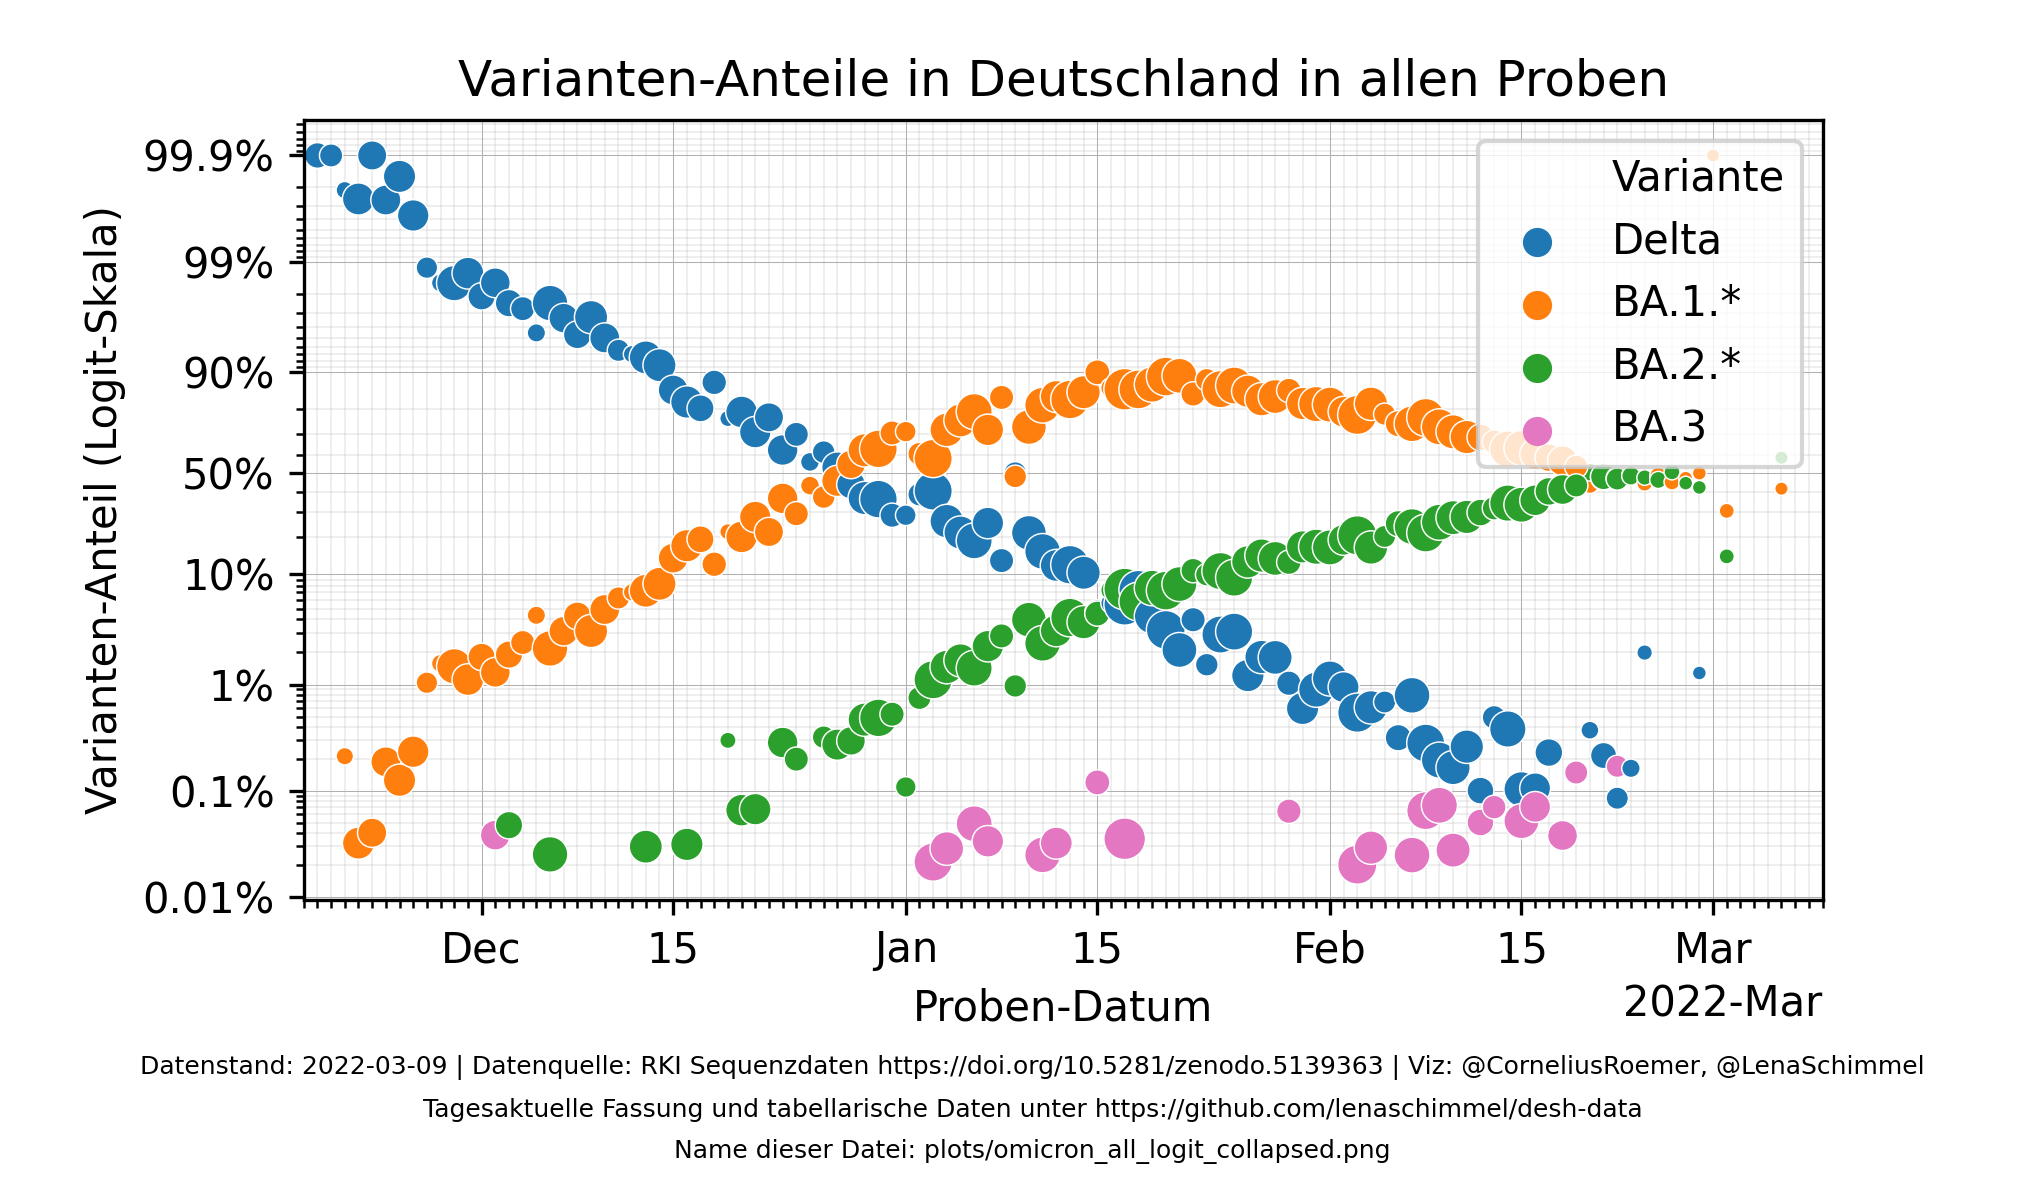 Varianten-Anteile in Deutschland in allen Proben
Varianten-Anteil (Logit-Skala)
99.9%
99%
90%
50%
10%
1%
0.1%
0.01%
Variante
Delta
BA.1.*
BA.2.*
BA.3
Dec
15
Jan
15
Feb
15
Mar
Proben-Datum
2022-Mar
Datenstand: 2022-03-09 | Datenquelle: RKI Sequenzdaten https://doi.org/10.5281/zenodo.5139363 | Viz: @CorneliusRoemer, @LenaSchimmel
Tagesaktuelle Fassung und tabellarische Daten unter https://github.com/lenaschimmel/desh-data
Name dieser Datei: plots/omicron_all_logit_collapsed.png